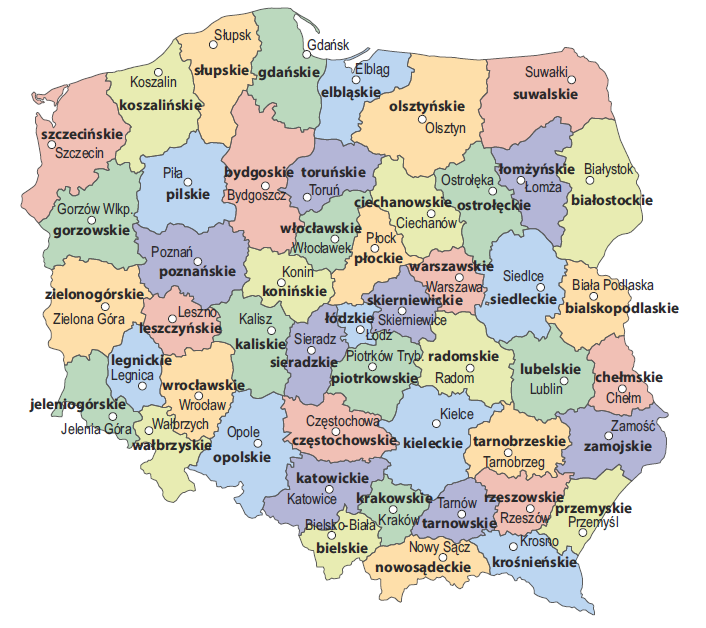 Słupsk
słupskie
Gdańsk
gdańskie
Koszalin
koszalińskie
Elbląg
elbląskie
olsztyńskie
Olsztyn
Suwałki
suwalskie
szczecińskie
Szczecin
Piła
pilskie
bydgoskie
Bydgoszcz
toruńskie
Toruń
ciechanowskie
Ciechanów
Ostrołęka
ostrołęckie
łomżyńskie
Łomża
Białystok
białostockie
Gorzów Wlkp.
gorzowskie
włocławskie
Włocławek
Płock
płockie
Poznań
poznańskie
Konin
konińskie
warszawskie
Warszawa
Siedlce
siedleckie
Biała Podlaska
bialskopodlaskie
zielonogórskie
Zielona Góra
Leszno
leszczyńskie
Kalisz
kaliskie
Sieradz
sieradzkie
łódzkie
Łódź
skierniewickie
Skierniewice
Piotrków Tryb.
piotrkowskie
radomskie
Radom
lubelskie
Lublin
chełmskie
Chełm
legnickie
Legnica
wrocławskie
Wrocław
jeleniogórskie
Jelenia Góra
Wałbrzych
wałbrzyskie
Opole
opolskie
Częstochowa
częstochowskie
Kielce
kieleckie
tarnobrzeskie
Tarnobrzeg
Zamość
zamojskie
katowickie
Katowice
krakowskie
Kraków
Tarnów
tarnowskie
rzeszowskie
Rzeszów
przemyskie
Przemyśl
Bielsko-Biała
bielskie
Nowy Sącz
nowosądeckie
Krosno
krośnieńskie